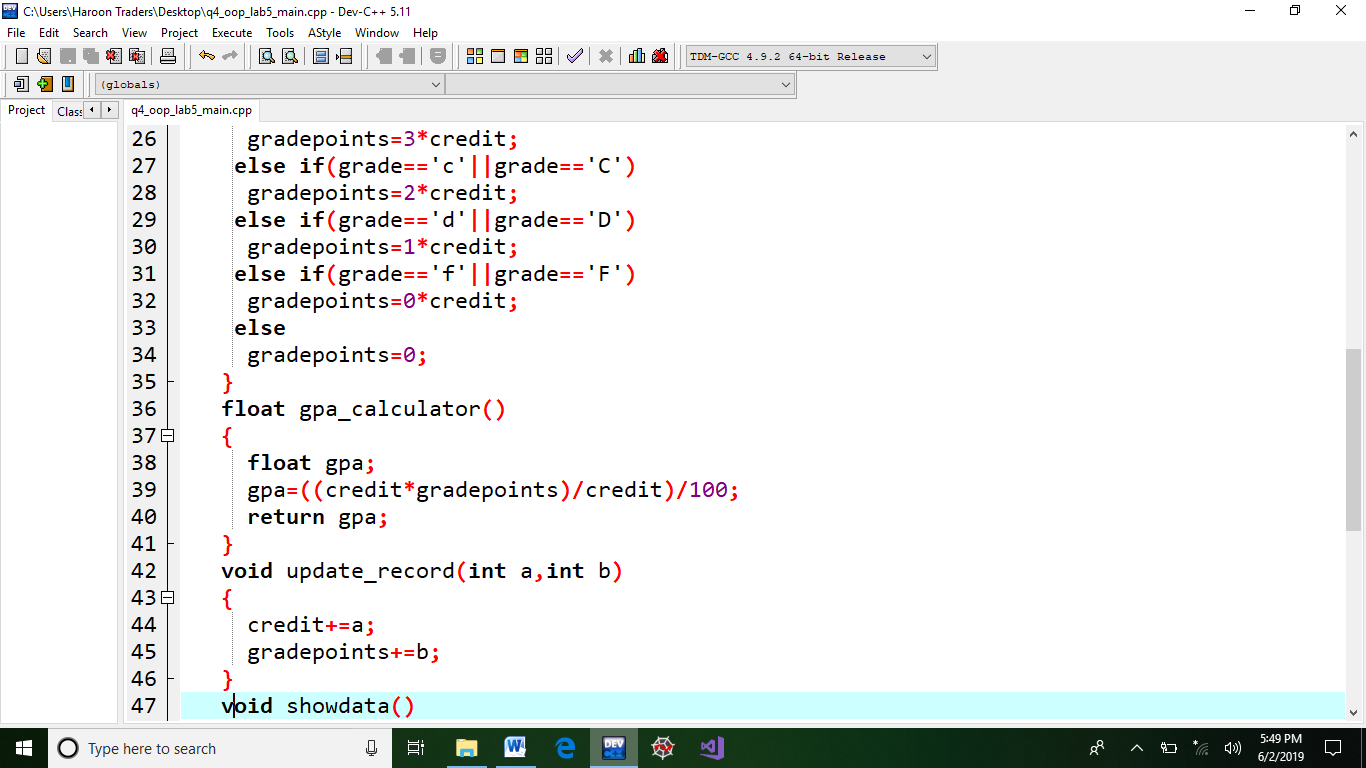 C:\Users\Haroon Traders\Desktop\q4_oop_lab5_main.cpp - Dev-C++ 5.11
File Edit Search View Project Execute Tools AStyle Window Help
TDM-GCC 4.9.2 64-bit Release
(globals)
Project Class q4_oop_lab5_main.cpp
26 gradepoints=3*credit;
27 else if(grade=='c'||grade=='C')
28 gradepoints=2*credit;
29 else if(grade=='d'||grade=='D')
30 gradepoints=1*credit;
31 else if(grade=='f'||grade=='F')
32 gradepoints=0*credit;
33 else
34 gradepoints=0;
35 }
36 float gpa_calculator()
37 {
38 float gpa;
39 gpa=((credit*gradepoints)/credit)/100;
40 return gpa;
41 }
42 void update_record(int a,int b)
43 {
44 credit+=a;
45 gradepoints+=b;
46 }
47 void showdata()
Type here to search
DEV
5:49 PM
6/2/2019